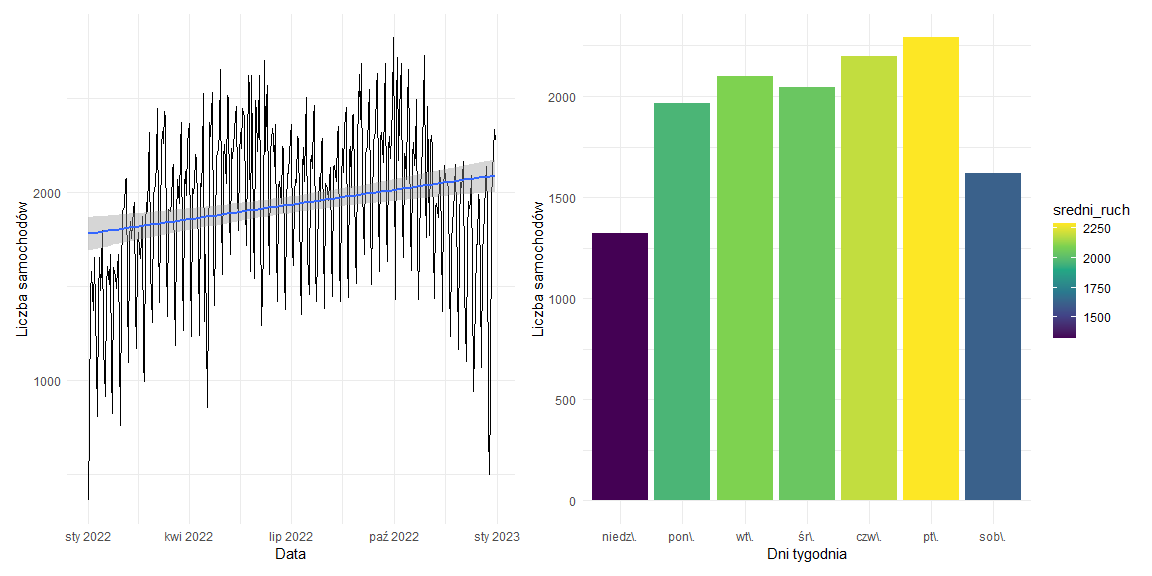 Liczba samochodów
2000
1000
sty 2022
kwi 2022
lip 2022
paź 2022
sty 2023
Data
Liczba samochodów
2000
1500
1000
500
0
niedz\.
pon\.
wt\.
śr\.
czw\.
pt\.
sob\.
Dni tygodnia
sredni_ruch
2250
2000
1750
1500